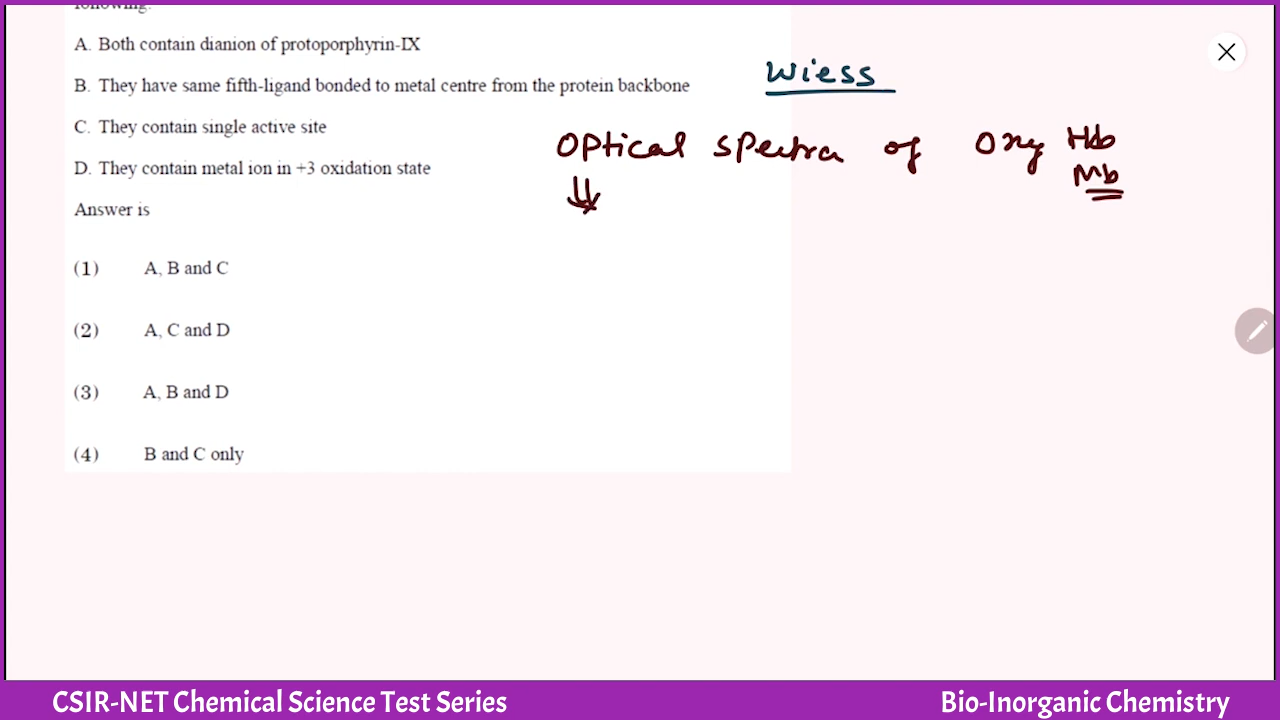 following:
A. Both contain dianion of protoporphyrin-IX
B. They have same fifth-ligand bonded to metal centre from the protein backbone
C. They contain single active site
D. They contain metal ion in +3 oxidation state
Answer is
(1) A, B and C
(2) A, C and D
(3) A, B and D
(4) B and C only
Wiess
Optical spectra of Oxy Hb
Mb
CSIR-NET Chemical Science Test Series
Bio-Inorganic Chemistry